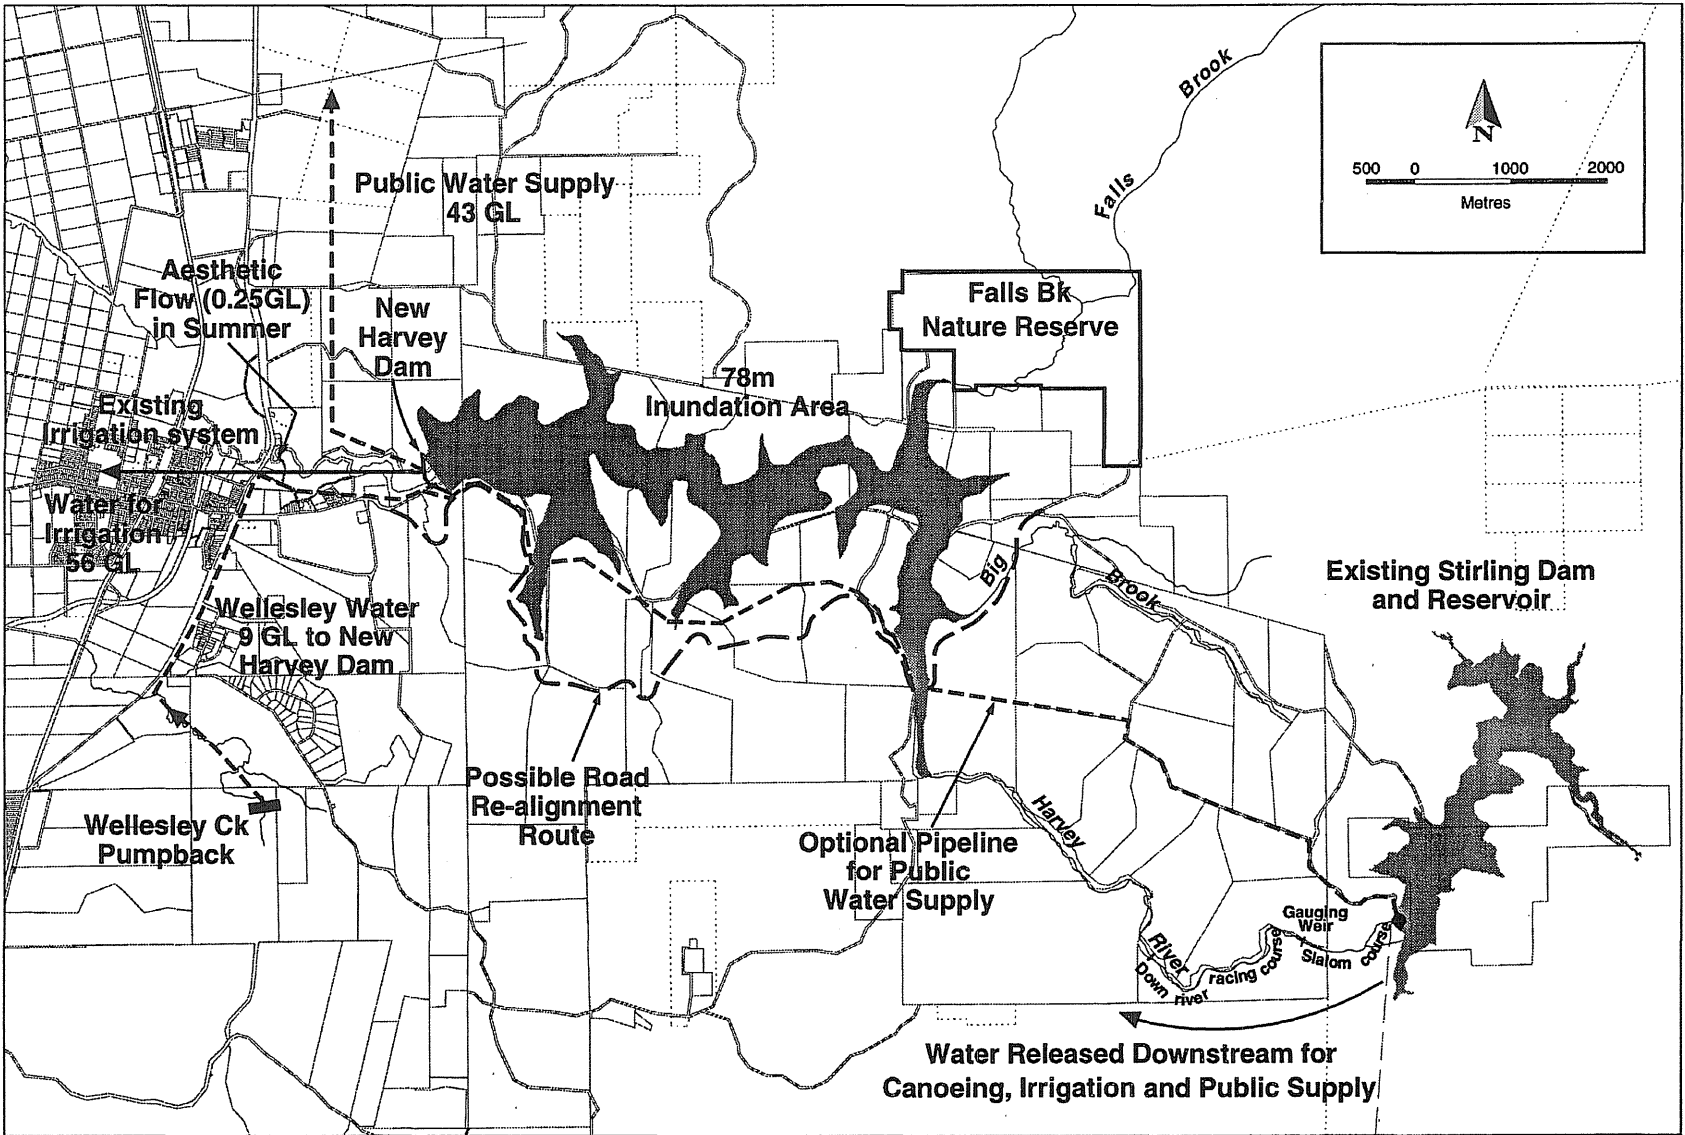 Brook
Falls
N
500 0 1000 2000
Metres
Public Water Supply
43 GL
Aesthetic
Flow (0.25GL)
in Summer
New
Harvey
Dam
Falls Bk
Nature Reserve
78m
Inundation Area
Existing
Irrigation system
Water for
Irrigation
56 GL
Big
Brook
Existing Stirling Dam
and Reservoir
Wellesley Water
9 GL to New
Harvey Dam
Possible Road
Re-alignment
Route
Wellesley Ck
Pumpback
Harvey
River
Optional Pipeline
for Public
Water Supply
Gauging
Weir
Slalom course
Down river racing course
Water Released Downstream for
Canoeing, Irrigation and Public Supply